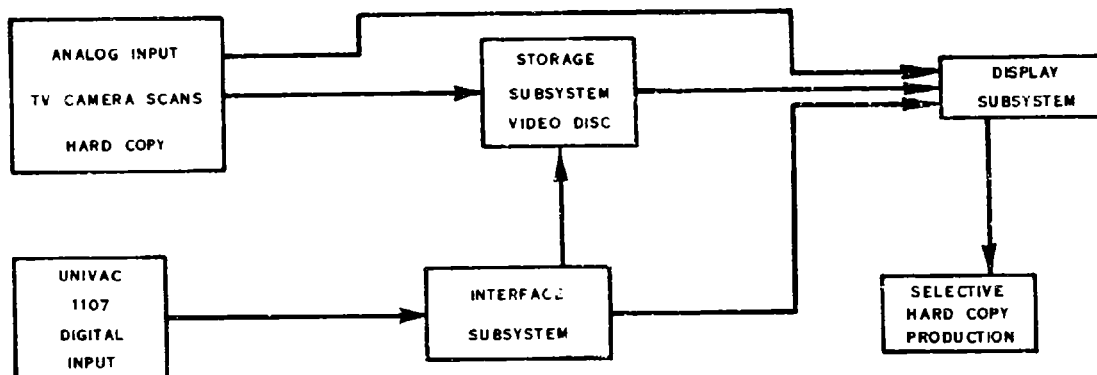 ANALOG INPUT
TV CAMERA SCANS
HARD COPY
STORAGE
SUBSYSTEM
VIDEO DISC
DISPLAY
SUBSYSTEM
UNIVAC
1107
DIGITAL
INPUT
INTERFACE
SUBSYSTEM
SELECTIVE
HARD COPY
PRODUCTION